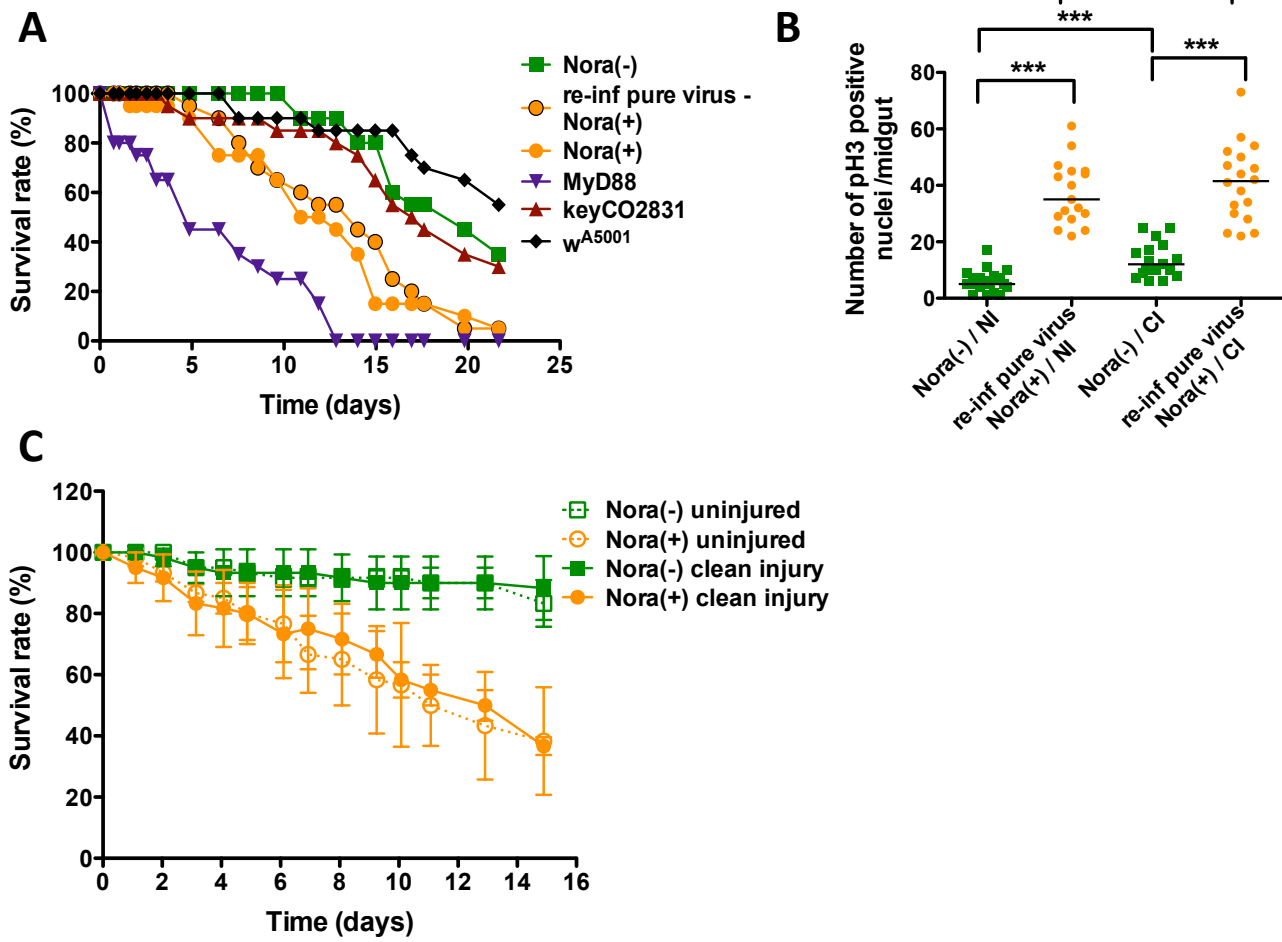 A
Survival rate (%)
100
80
60
40
20
0
0 5 10 15 20 25
Time (days)
Nora(-)
re-inf pure virus -
Nora(+)
Nora(+)
MyD88
keyCO2831
wA5001
B
***
***
***
Number of pH3 positive
nuclei /midgut
80
60
40
20
0
Nora(-) / NI
re-inf pure virus
Nora(+) / NI
Nora(-) / CI
re-inf pure virus
Nora(+) / CI
C
Survival rate (%)
120
100
80
60
40
20
0
0 2 4 6 8 10 12 14 16
Time (days)
Nora(-) uninjured
Nora(+) uninjured
Nora(-) clean injury
Nora(+) clean injury